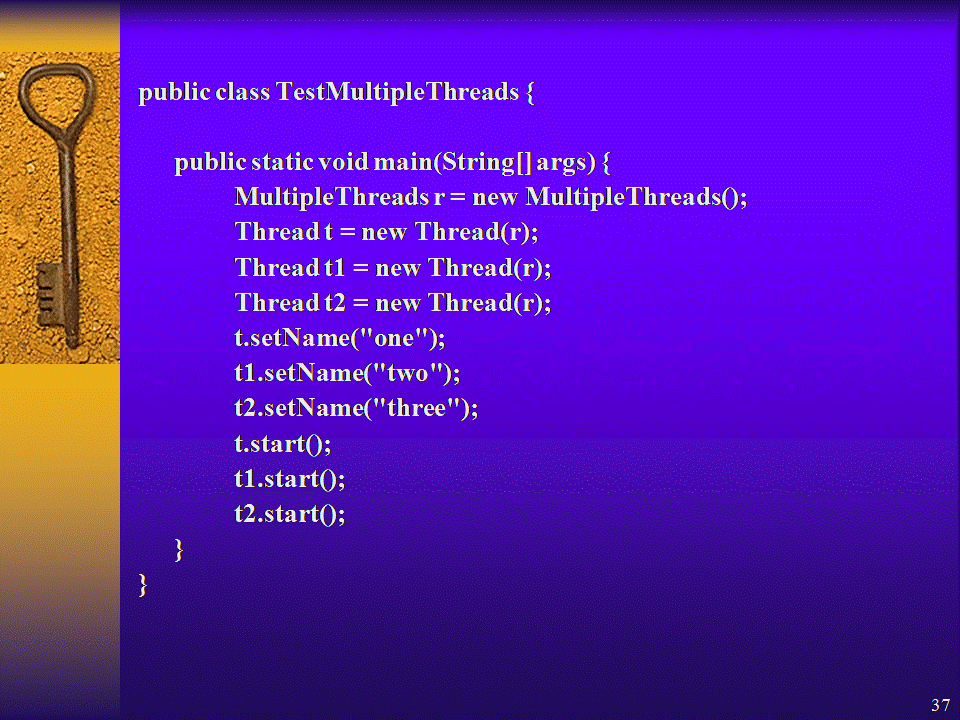 public class TestMultipleThreads {
public static void main(String[] args) {
MultipleThreads r = new MultipleThreads();
Thread t = new Thread(r);
Thread t1 = new Thread(r);
Thread t2 = new Thread(r);
t.setName("one");
t1.setName("two");
t2.setName("three");
t.start();
t1.start();
t2.start();
}
}
37